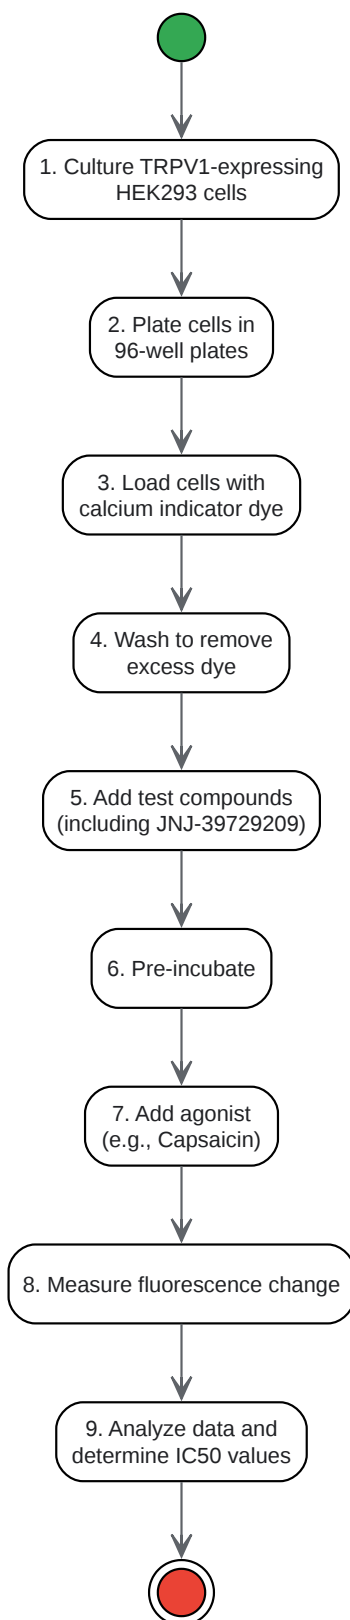 1. Culture TRPV1-expressing
HEK293 cells
2. Plate cells in
96-well plates
3. Load cells with
calcium indicator dye
4. Wash to remove
excess dye
5. Add test compounds
(including JNJ-39729209)
6. Pre-incubate
7. Add agonist
(e.g., Capsaicin)
8. Measure fluorescence change
9. Analyze data and
determine IC50 values